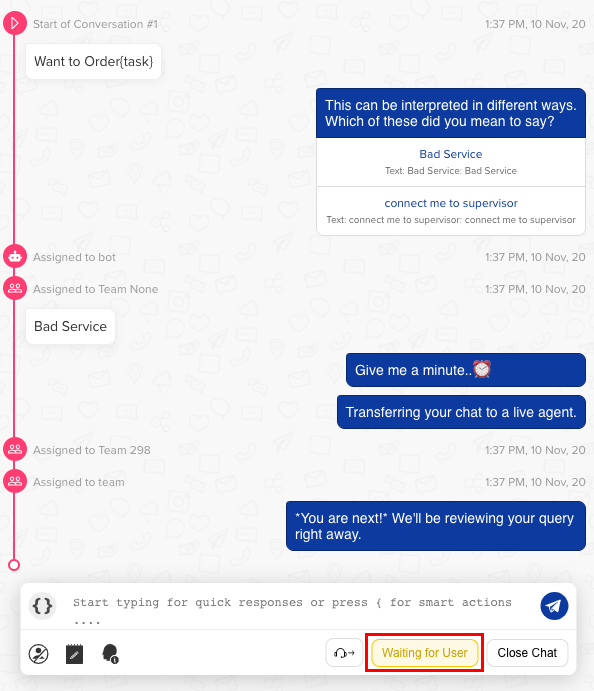 Start of Conversation #1
1:37 PM, 10 Nov, 20
Want to Order{task}
This can be interpreted in different ways.
Which of these did you mean to say?
Bad Service
Text: Bad Service: Bad Service
connect me to supervisor
Text: connect me to supervisor: connect me to supervisor
Assigned to bot
1:37 PM, 10 Nov, 20
Assigned to Team None
1:37 PM, 10 Nov, 20
Bad Service
Give me a minute..⏰
Transferring your chat to a live agent.
Assigned to Team 298
1:37 PM, 10 Nov, 20
Assigned to team
1:37 PM, 10 Nov, 20
*You are next!* We'll be reviewing your query
right away.
{} Start typing for quick responses or press { for smart actions
....
Waiting for User
Close Chat